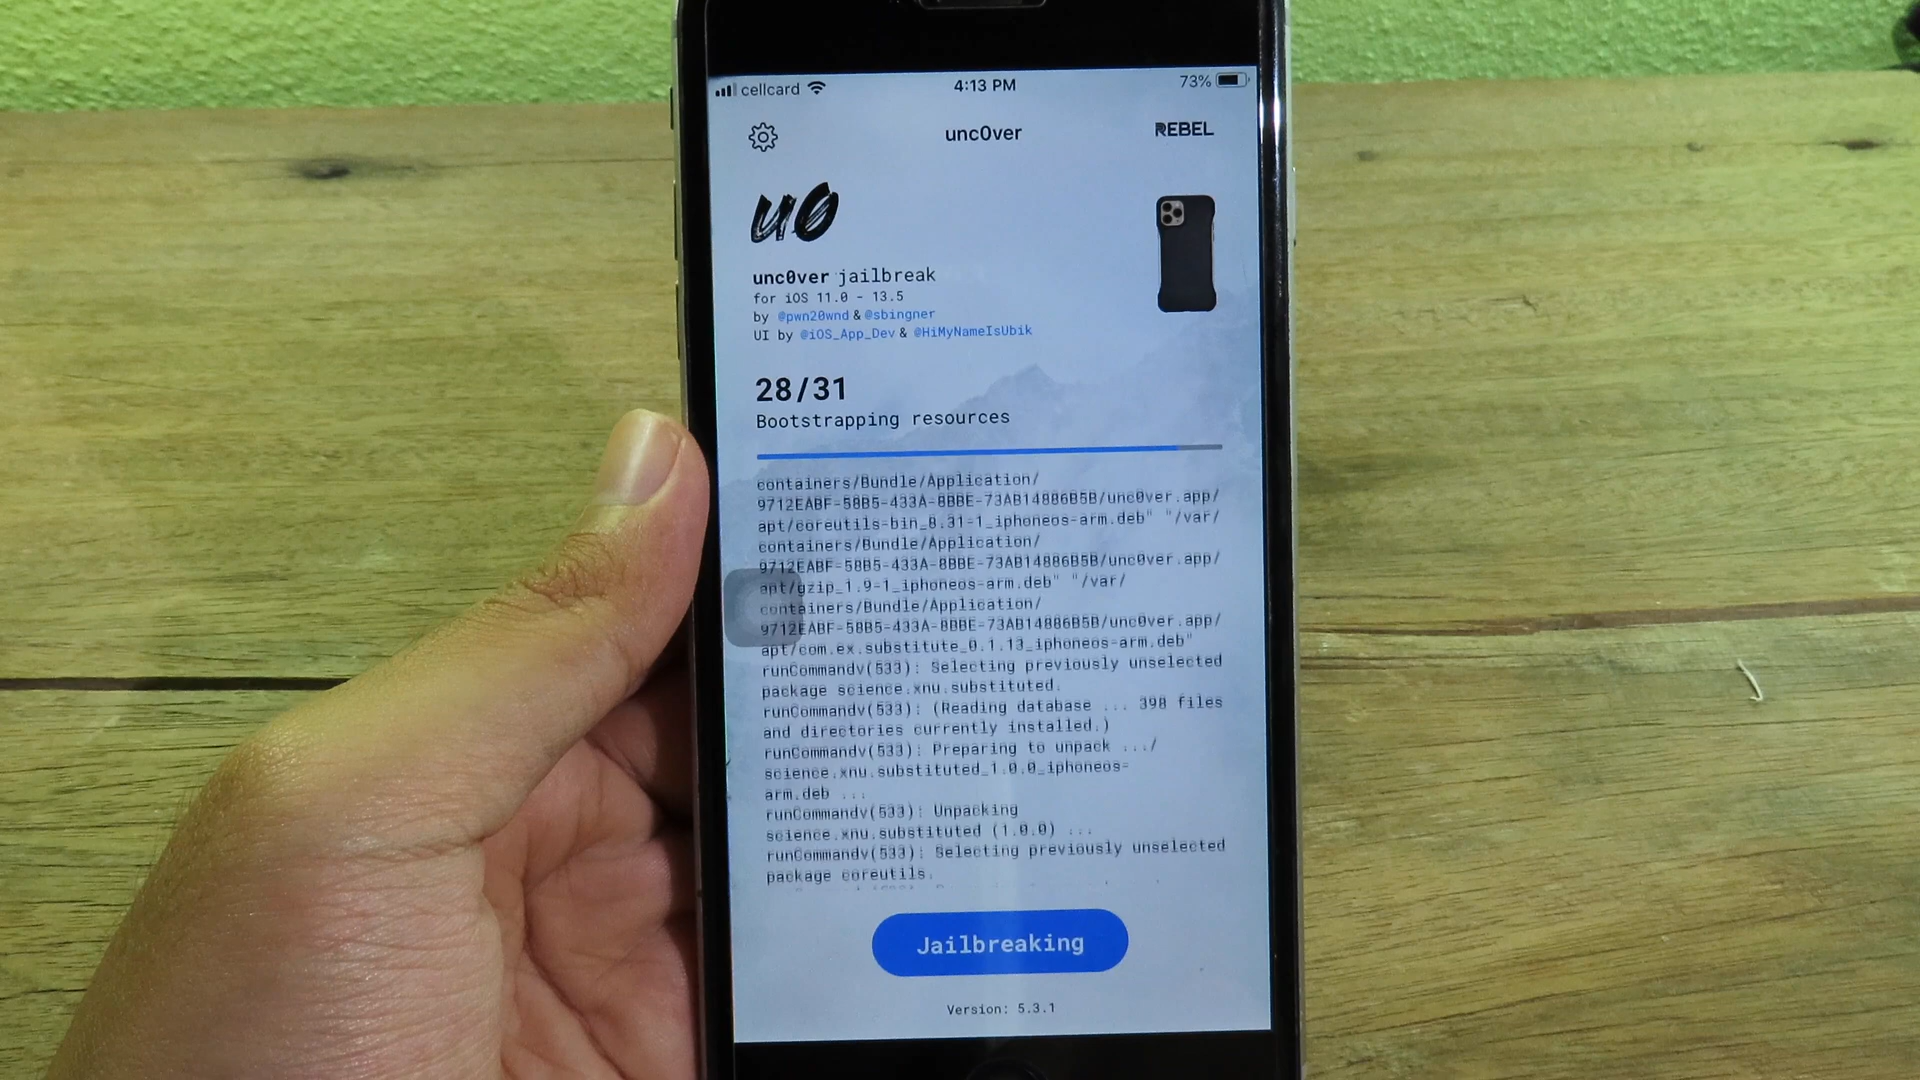 cellcard 4:13 PM 73%
unc0ver REBEL
u0
unc0ver jailbreak
for iOS 11.0 - 13.5
by @pwn20wnd & @sbingner
UI by @iOS_App_Dev & @HiMyNameIsUbik
28/31
Bootstrapping resources
containers/Bundle/Application/
9712EABF-58B5-433A-8BBE-73AB14886B5B/unc0ver.app/
apt/coreutils-bin_8.31-1_iphoneos-arm.deb" "/var/
containers/Bundle/Application/
9712EABF-58B5-433A-8BBE-73AB14886B5B/unc0ver.app/
apt/gzip_1.9-1_iphoneos-arm.deb" "/var/
containers/Bundle/Application/
9712EABF-58B5-433A-8BBE-73AB14886B5B/unc0ver.app/
apt/com.ex.substitute_0.1.13_iphoneos-arm.deb"
runCommandv(533): Selecting previously unselected
package science.xnu.substituted.
runCommandv(533): (Reading database ... 398 files
and directories currently installed.)
runCommandv(533): Preparing to unpack .../
science.xnu.substituted_1.0.0_iphoneos-
arm.deb ...
runCommandv(533): Unpacking
science.xnu.substituted (1.0.0) ...
runCommandv(533): Selecting previously unselected
package coreutils.
Jailbreaking
Version: 5.3.1